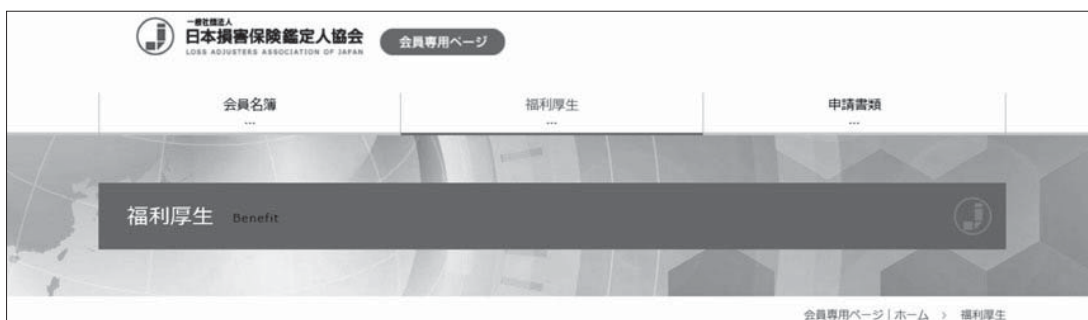 一般社団法人
日本損害保険鑑定人協会
LOSS ADJUSTERS ASSOCIATION OF JAPAN
会員専用ページ
会員名簿
福利厚生
申請書類
...
...
...
福利厚生 Benefit
会員専用ページ | ホーム > 福利厚生